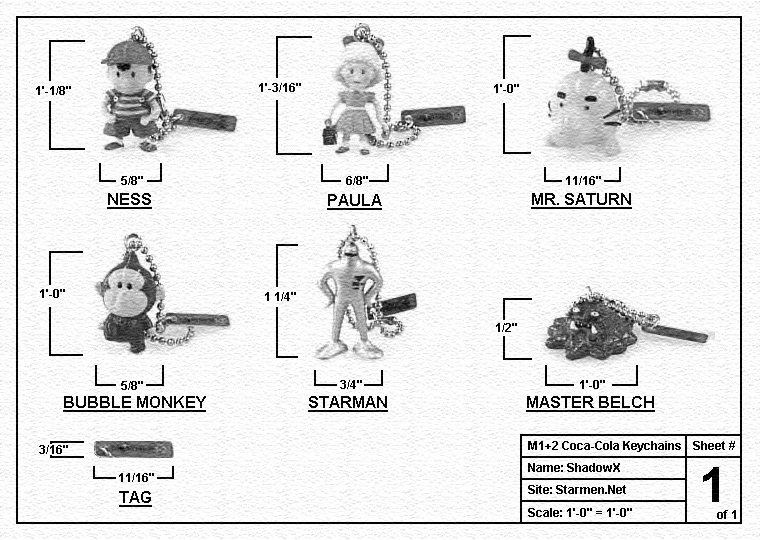 1'-1/8"
5/8"
NESS
1'-3/16"
6/8"
PAULA
1'-0"
11/16"
MR. SATURN
1'-0"
5/8"
BUBBLE MONKEY
1 1/4"
3/4"
STARMAN
1/2"
1'-0"
MASTER BELCH
3/16"
11/16"
TAG
M1+2 Coca-Cola Keychains
Sheet #
Name: ShadowX
Site: Starmen.Net
Scale: 1'-0" = 1'-0"
1
of 1